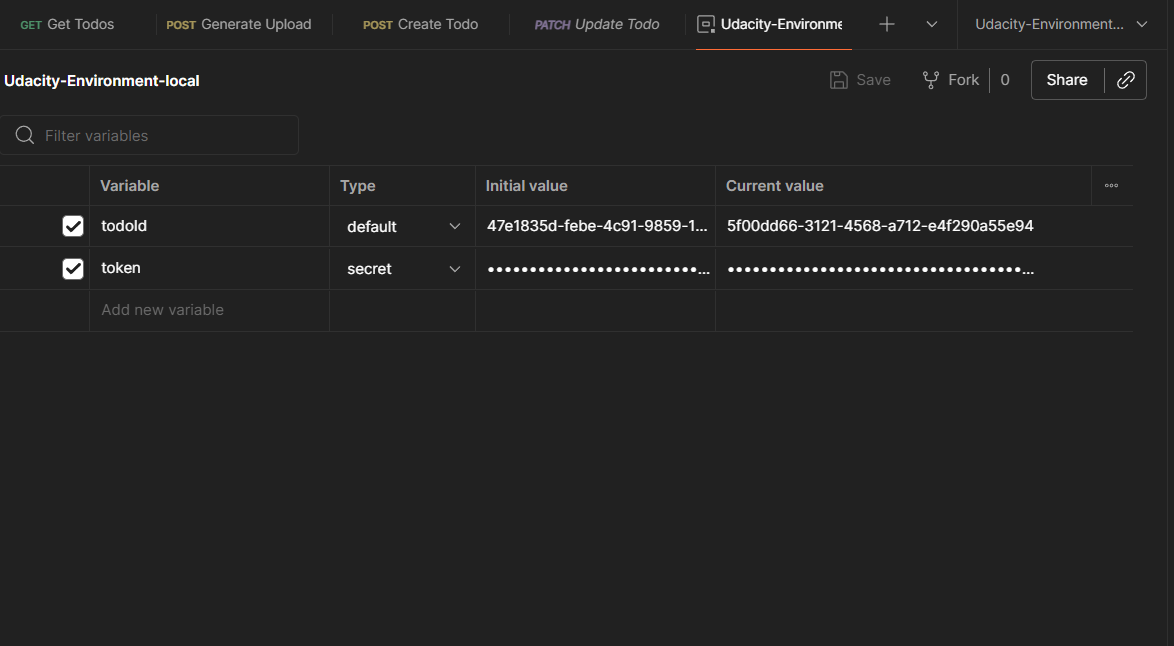 GET Get Todos POST Generate Upload POST Create Todo PATCH Update Todo Udacity-Environme Udacity-Environment...
Udacity-Environment-local Save Fork 0 Share
Filter variables
Variable Type Initial value Current value
todoId default 47e1835d-febe-4c91-9859-1... 5f00dd66-3121-4568-a712-e4f290a55e94
token secret ••••••••••••••••••••••••••... ••••••••••••••••••••••••••••••••••••...
Add new variable